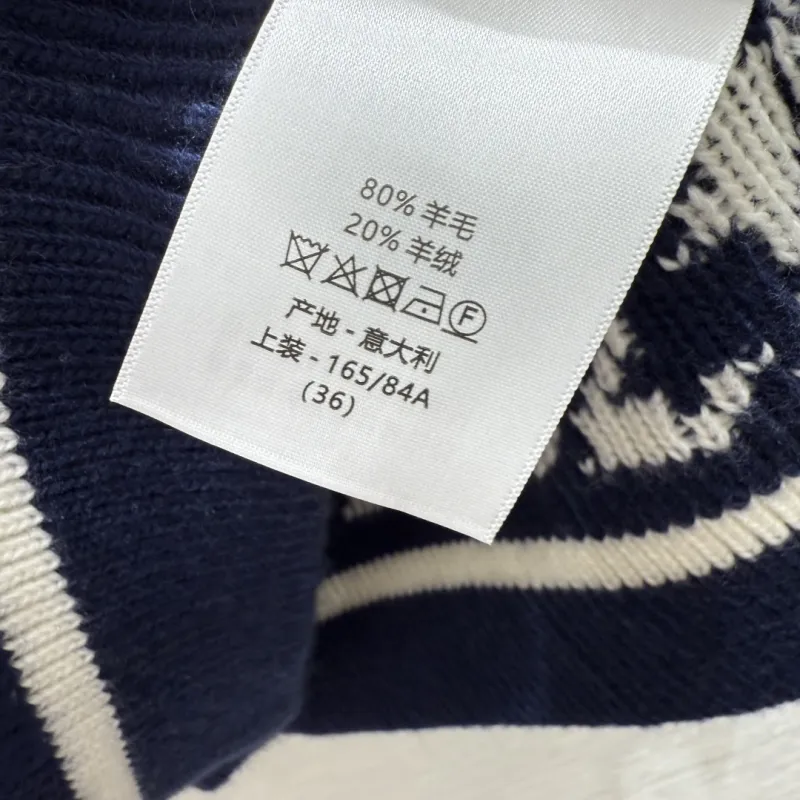 80% 羊毛
20% 羊绒
F
产地 - 意大利
上装 - 165/84A
(36)